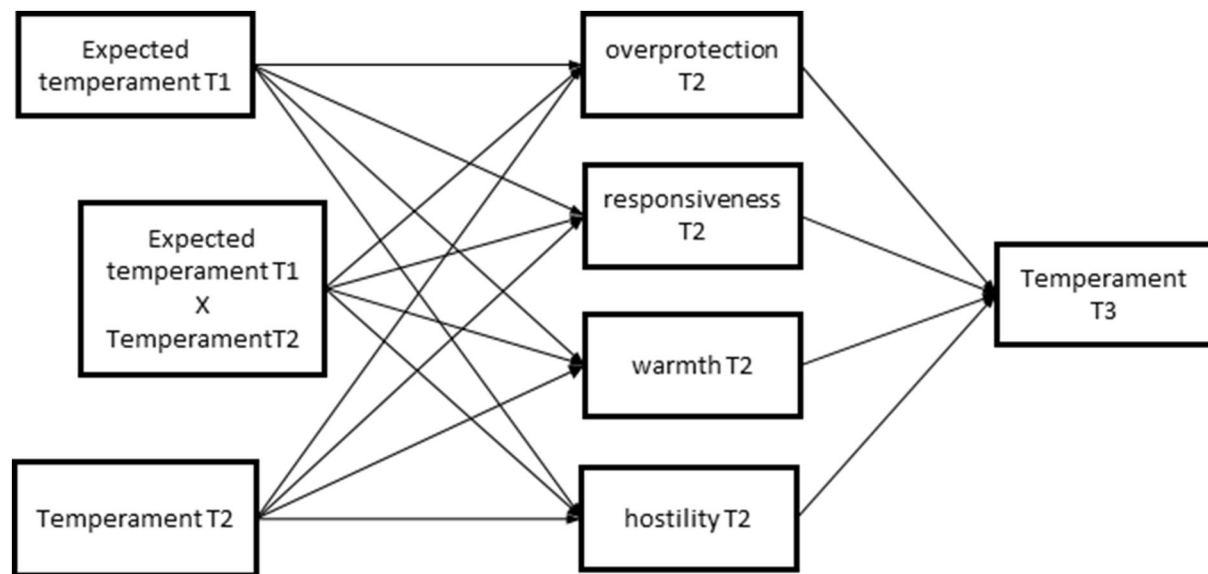 Expected
temperament T1
Expected
temperament T1
X
TemperamentT2
Temperament T2
overprotection
T2
responsiveness
T2
warmth T2
hostility T2
Temperament
T3